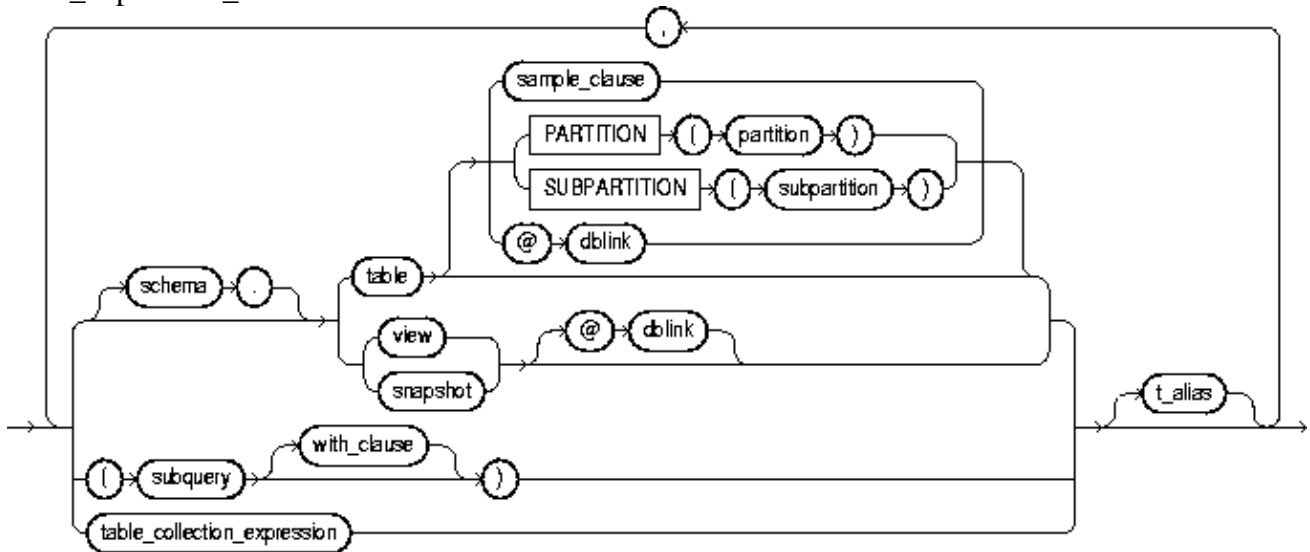 ,
sample_clause
PARTITION ( partition )
SUBPARTITION ( subpartition )
@ dblink
schema . table
view @ dblink
snapshot
t_alias
with_clause
( subquery )
table_collection_expression